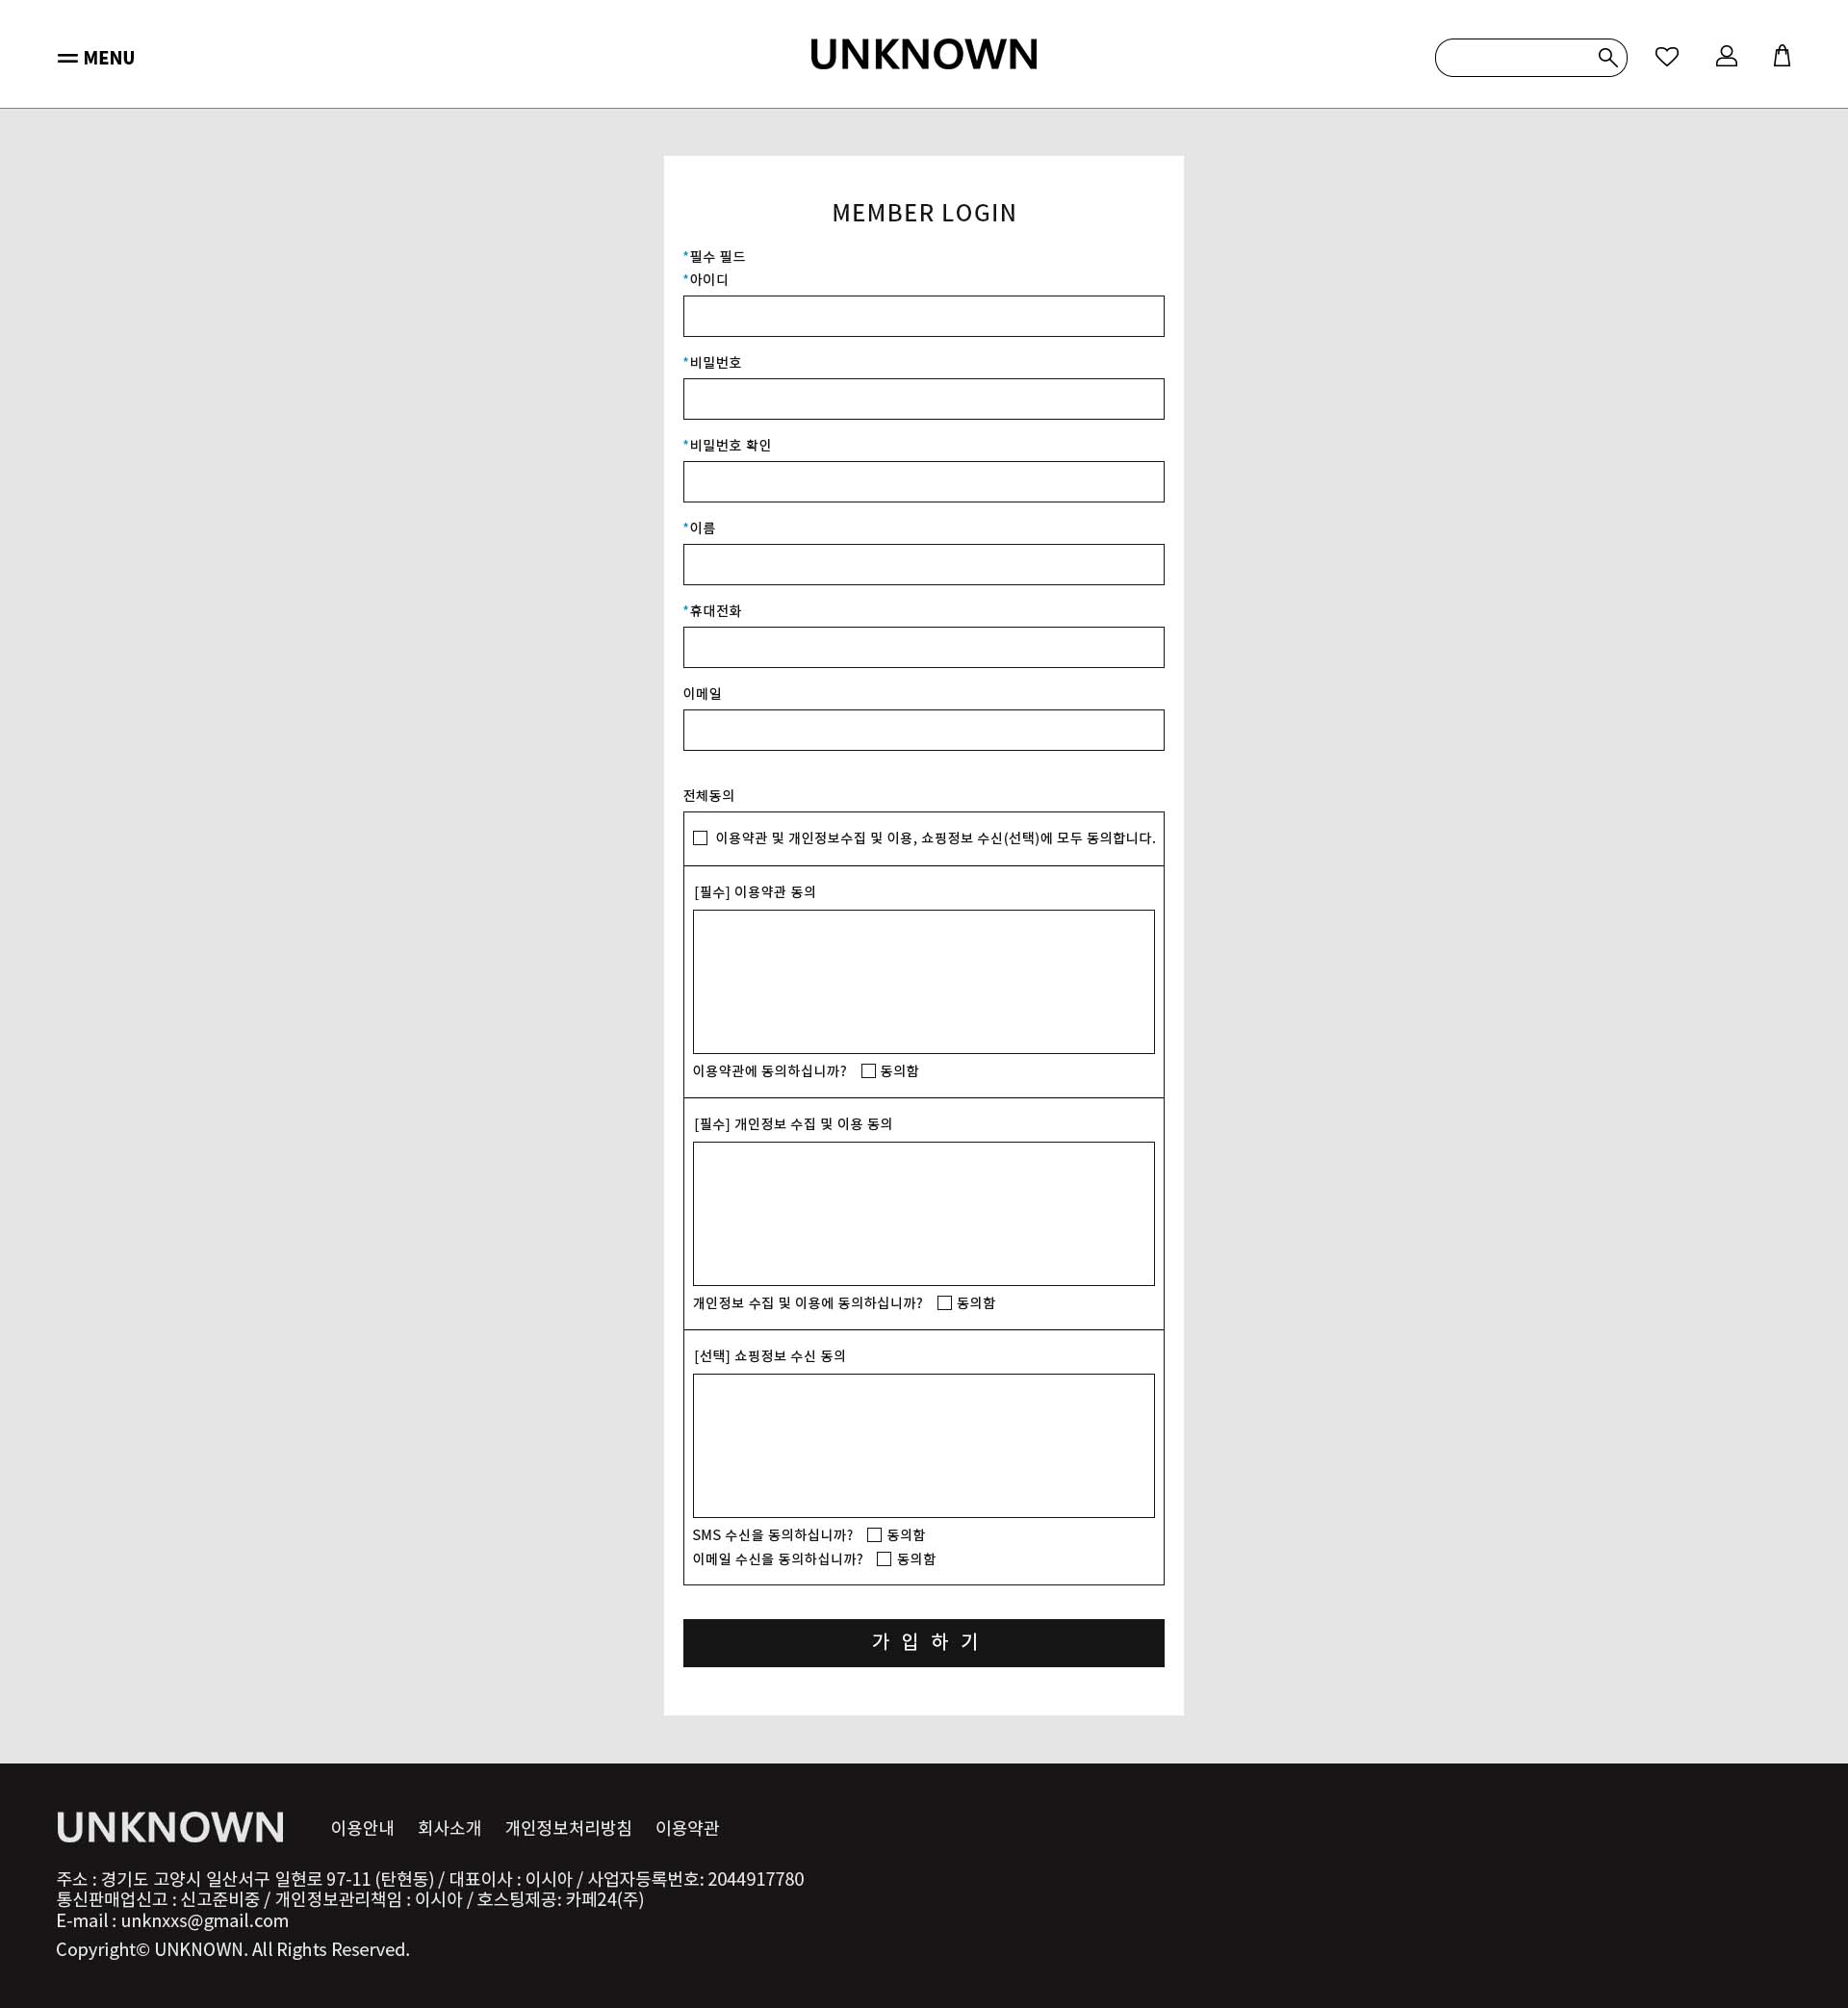 MENU
UNKNOWN
MEMBER LOGIN
*필수 필드
*아이디
*비밀번호
*비밀번호 확인
*이름
*휴대전화
이메일
전체동의
이용약관 및 개인정보수집 및 이용, 쇼핑정보 수신(선택)에 모두 동의합니다.
[필수] 이용약관 동의
이용약관에 동의하십니까? 동의함
[필수] 개인정보 수집 및 이용 동의
개인정보 수집 및 이용에 동의하십니까? 동의함
[선택] 쇼핑정보 수신 동의
SMS 수신을 동의하십니까? 동의함
이메일 수신을 동의하십니까? 동의함
가 입 하 기
UNKNOWN
이용안내 회사소개 개인정보처리방침 이용약관
주소 : 경기도 고양시 일산서구 일현로 97-11 (탄현동) / 대표이사 : 이시아 / 사업자등록번호: 2044917780
통신판매업신고 : 신고준비중 / 개인정보관리책임 : 이시아 / 호스팅제공: 카페24(주)
E-mail : unknxxs@gmail.com
Copyright© UNKNOWN. All Rights Reserved.